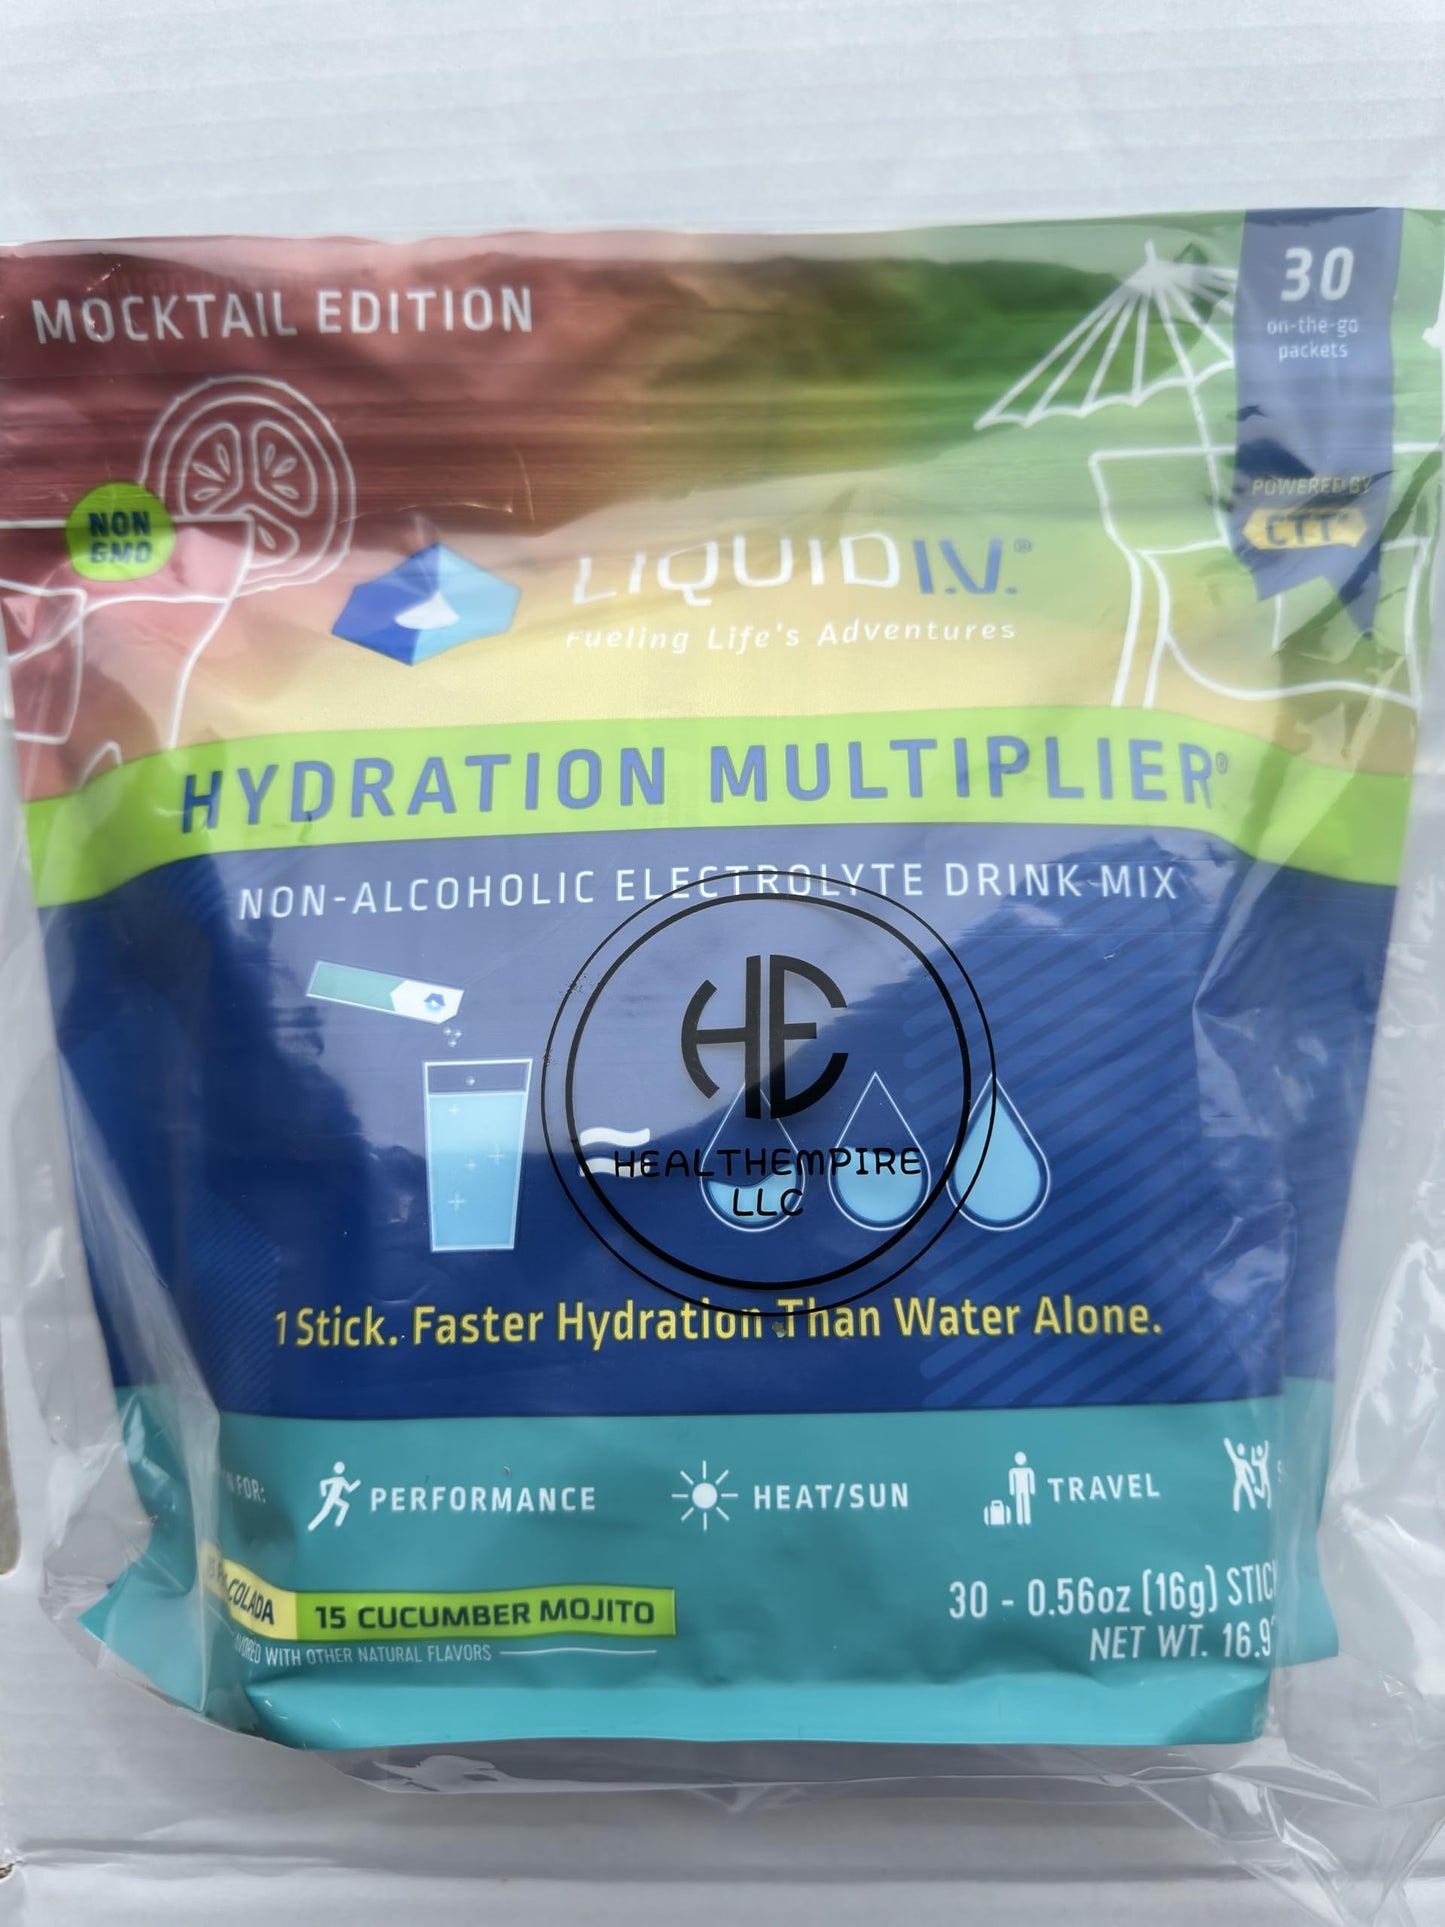 MOCKTAIL EDITION
30
on-the-go
packets
NON
GMO
POWERED BY
CTT
LIQUID I.V.®
Fueling Life's Adventures
HYDRATION MULTIPLIER®
NON-ALCOHOLIC ELECTROLYTE DRINK MIX
HE
HEALTHEMPIRE
LLC
1 Stick. Faster Hydration Than Water Alone.
FOR:
PERFORMANCE
HEAT/SUN
TRAVEL
COLADA
15 CUCUMBER MOJITO
WITH OTHER NATURAL FLAVORS
30 - 0.56oz (16g)
NET WT.